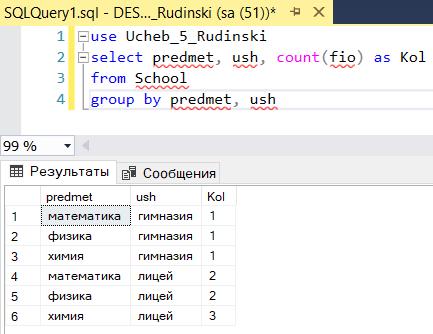 SQLQuery1.sql - DES..._Rudinski (sa (51))*
1 use Ucheb_5_Rudinski
2 select predmet, ush, count(fio) as Kol
3 from School
4 group by predmet, ush
99 %
Результаты Сообщения
predmet ush Kol
1 математика гимназия 1
2 физика гимназия 1
3 химия гимназия 1
4 математика лицей 2
5 физика лицей 2
6 химия лицей 3